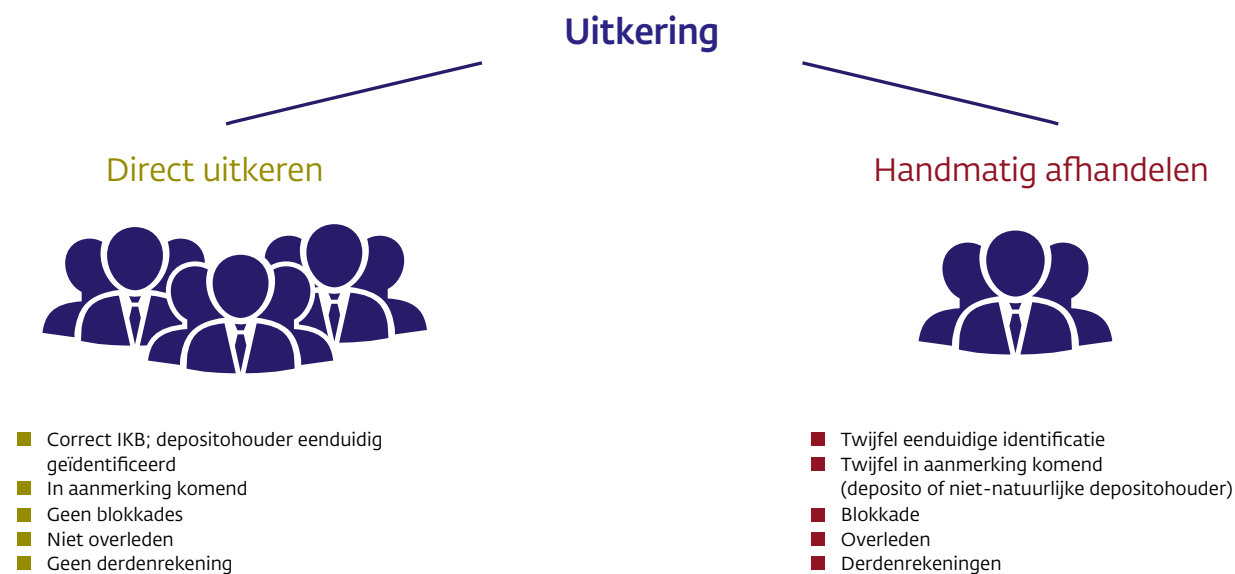 Uitkering
Direct uitkeren
Correct IKB; depositohouder eenduidig
geïdentificeerd
In aanmerking komend
Geen blokkades
Niet overleden
Geen derdenrekening
Handmatig afhandelen
Twijfel eenduidige identificatie
Twijfel in aanmerking komend
(deposito of niet-natuurlijke depositohouder)
Blokkade
Overleden
Derdenrekeningen